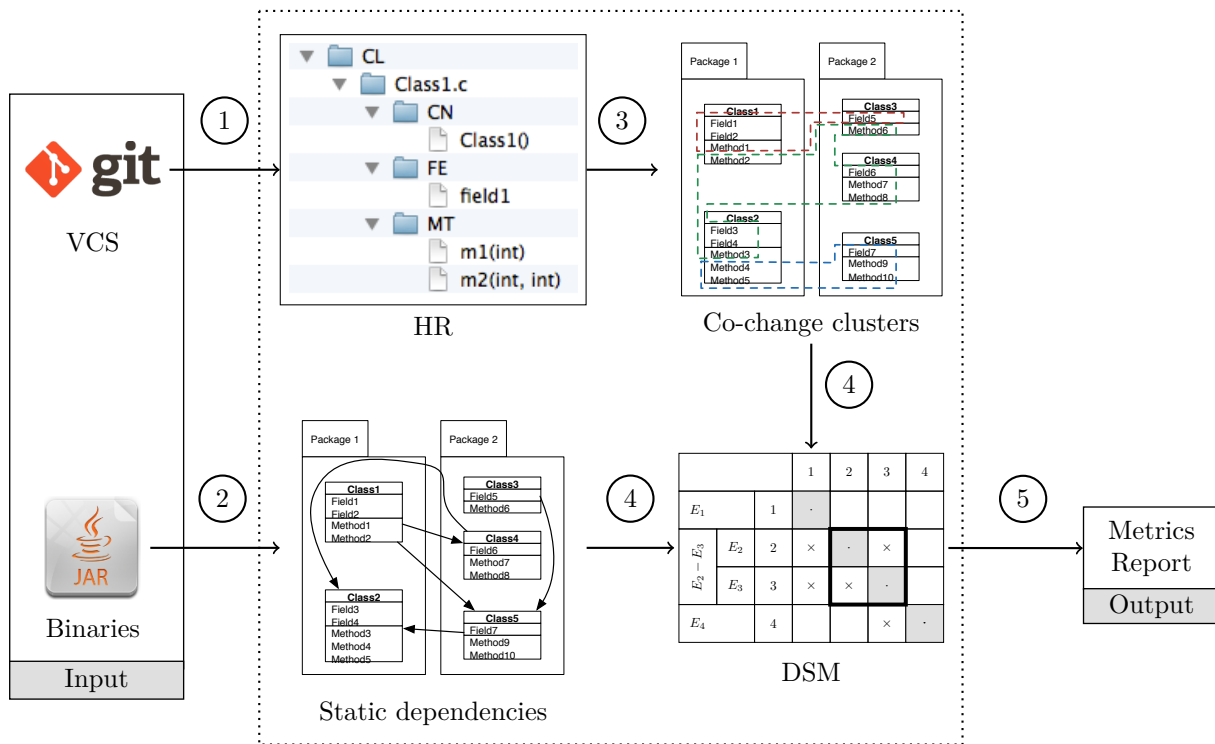 git
VCS
JAR
Binaries
Input
1
CL
Class1.c
CN
Class1()
FE
field1
MT
m1(int)
m2(int, int)
HR
3
Package 1
Class1
Field1
Field2
Method1
Method2
Class2
Field3
Field4
Method3
Method4
Method5
Package 2
Class3
Field5
Method6
Class4
Field6
Method7
Method8
Class5
Field7
Method9
Method10
Co-change clusters
4
2
Package 1
Class1
Field1
Field2
Method1
Method2
Class2
Field3
Field4
Method3
Method4
Method5
Package 2
Class3
Field5
Method6
Class4
Field6
Method7
Method8
Class5
Field7
Method9
Method10
Static dependencies
4
1 2 3 4
E1 1 ·
E2 − E3
E2 2 × · ×
E3 3 × × ·
E4 4 × ·
DSM
5
Metrics
Report
Output